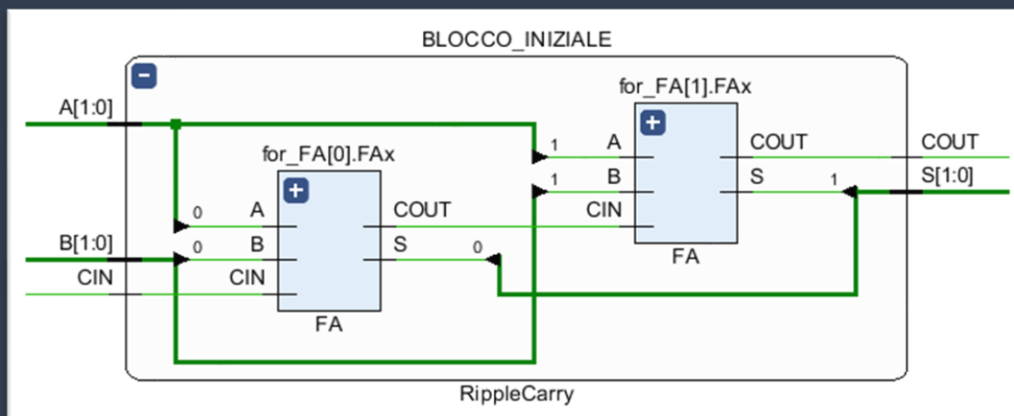 BLOCCO_INIZIALE
for_FA[1].FAx
A[1:0]
1 A COUT COUT
for_FA[0].FAx
1 B S 1 S[1:0]
0 A COUT CIN
B[1:0] 0 B S 0
FA
CIN CIN
FA
RippleCarry